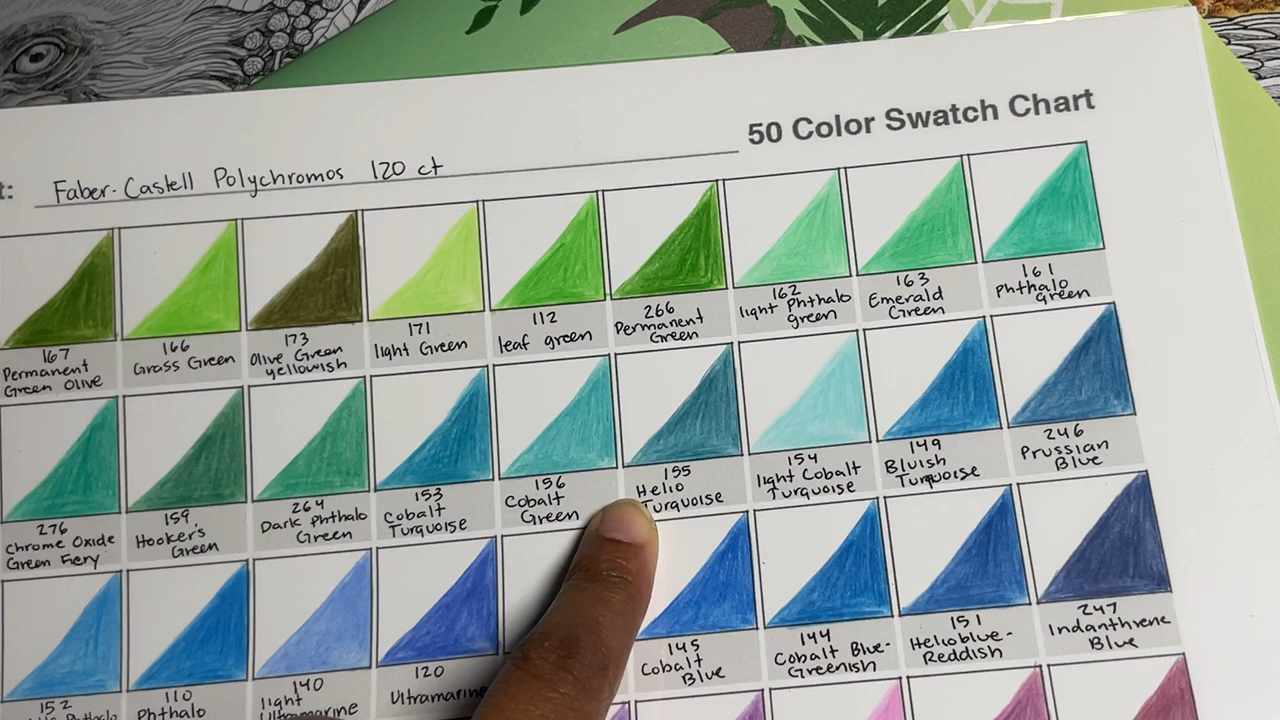 50 Color Swatch Chart
t: Faber-Castell Polychromos 120 ct
167
Permanent
Green Olive
166
Grass Green
173
Olive Green
yellowish
171
light Green
112
leaf green
266
Permanent
Green
162
light Phthalo
green
163
Emerald
Green
161
Phthalo
green
276
Chrome Oxide
Green Fiery
159
Hooker's
Green
264
Dark Phthalo
Green
153
Cobalt
Turquoise
156
Cobalt
Green
155
Helio
Turquoise
154
light Cobalt
Turquoise
149
Bluish
Turquoise
246
Prussian
Blue
152
Phthalo
110
Phthalo
140
light
Ultramarine
120
Ultramarine
145
Cobalt
Blue
144
Cobalt Blue-
Greenish
151
Helioblue-
Reddish
247
Indanthrene
Blue